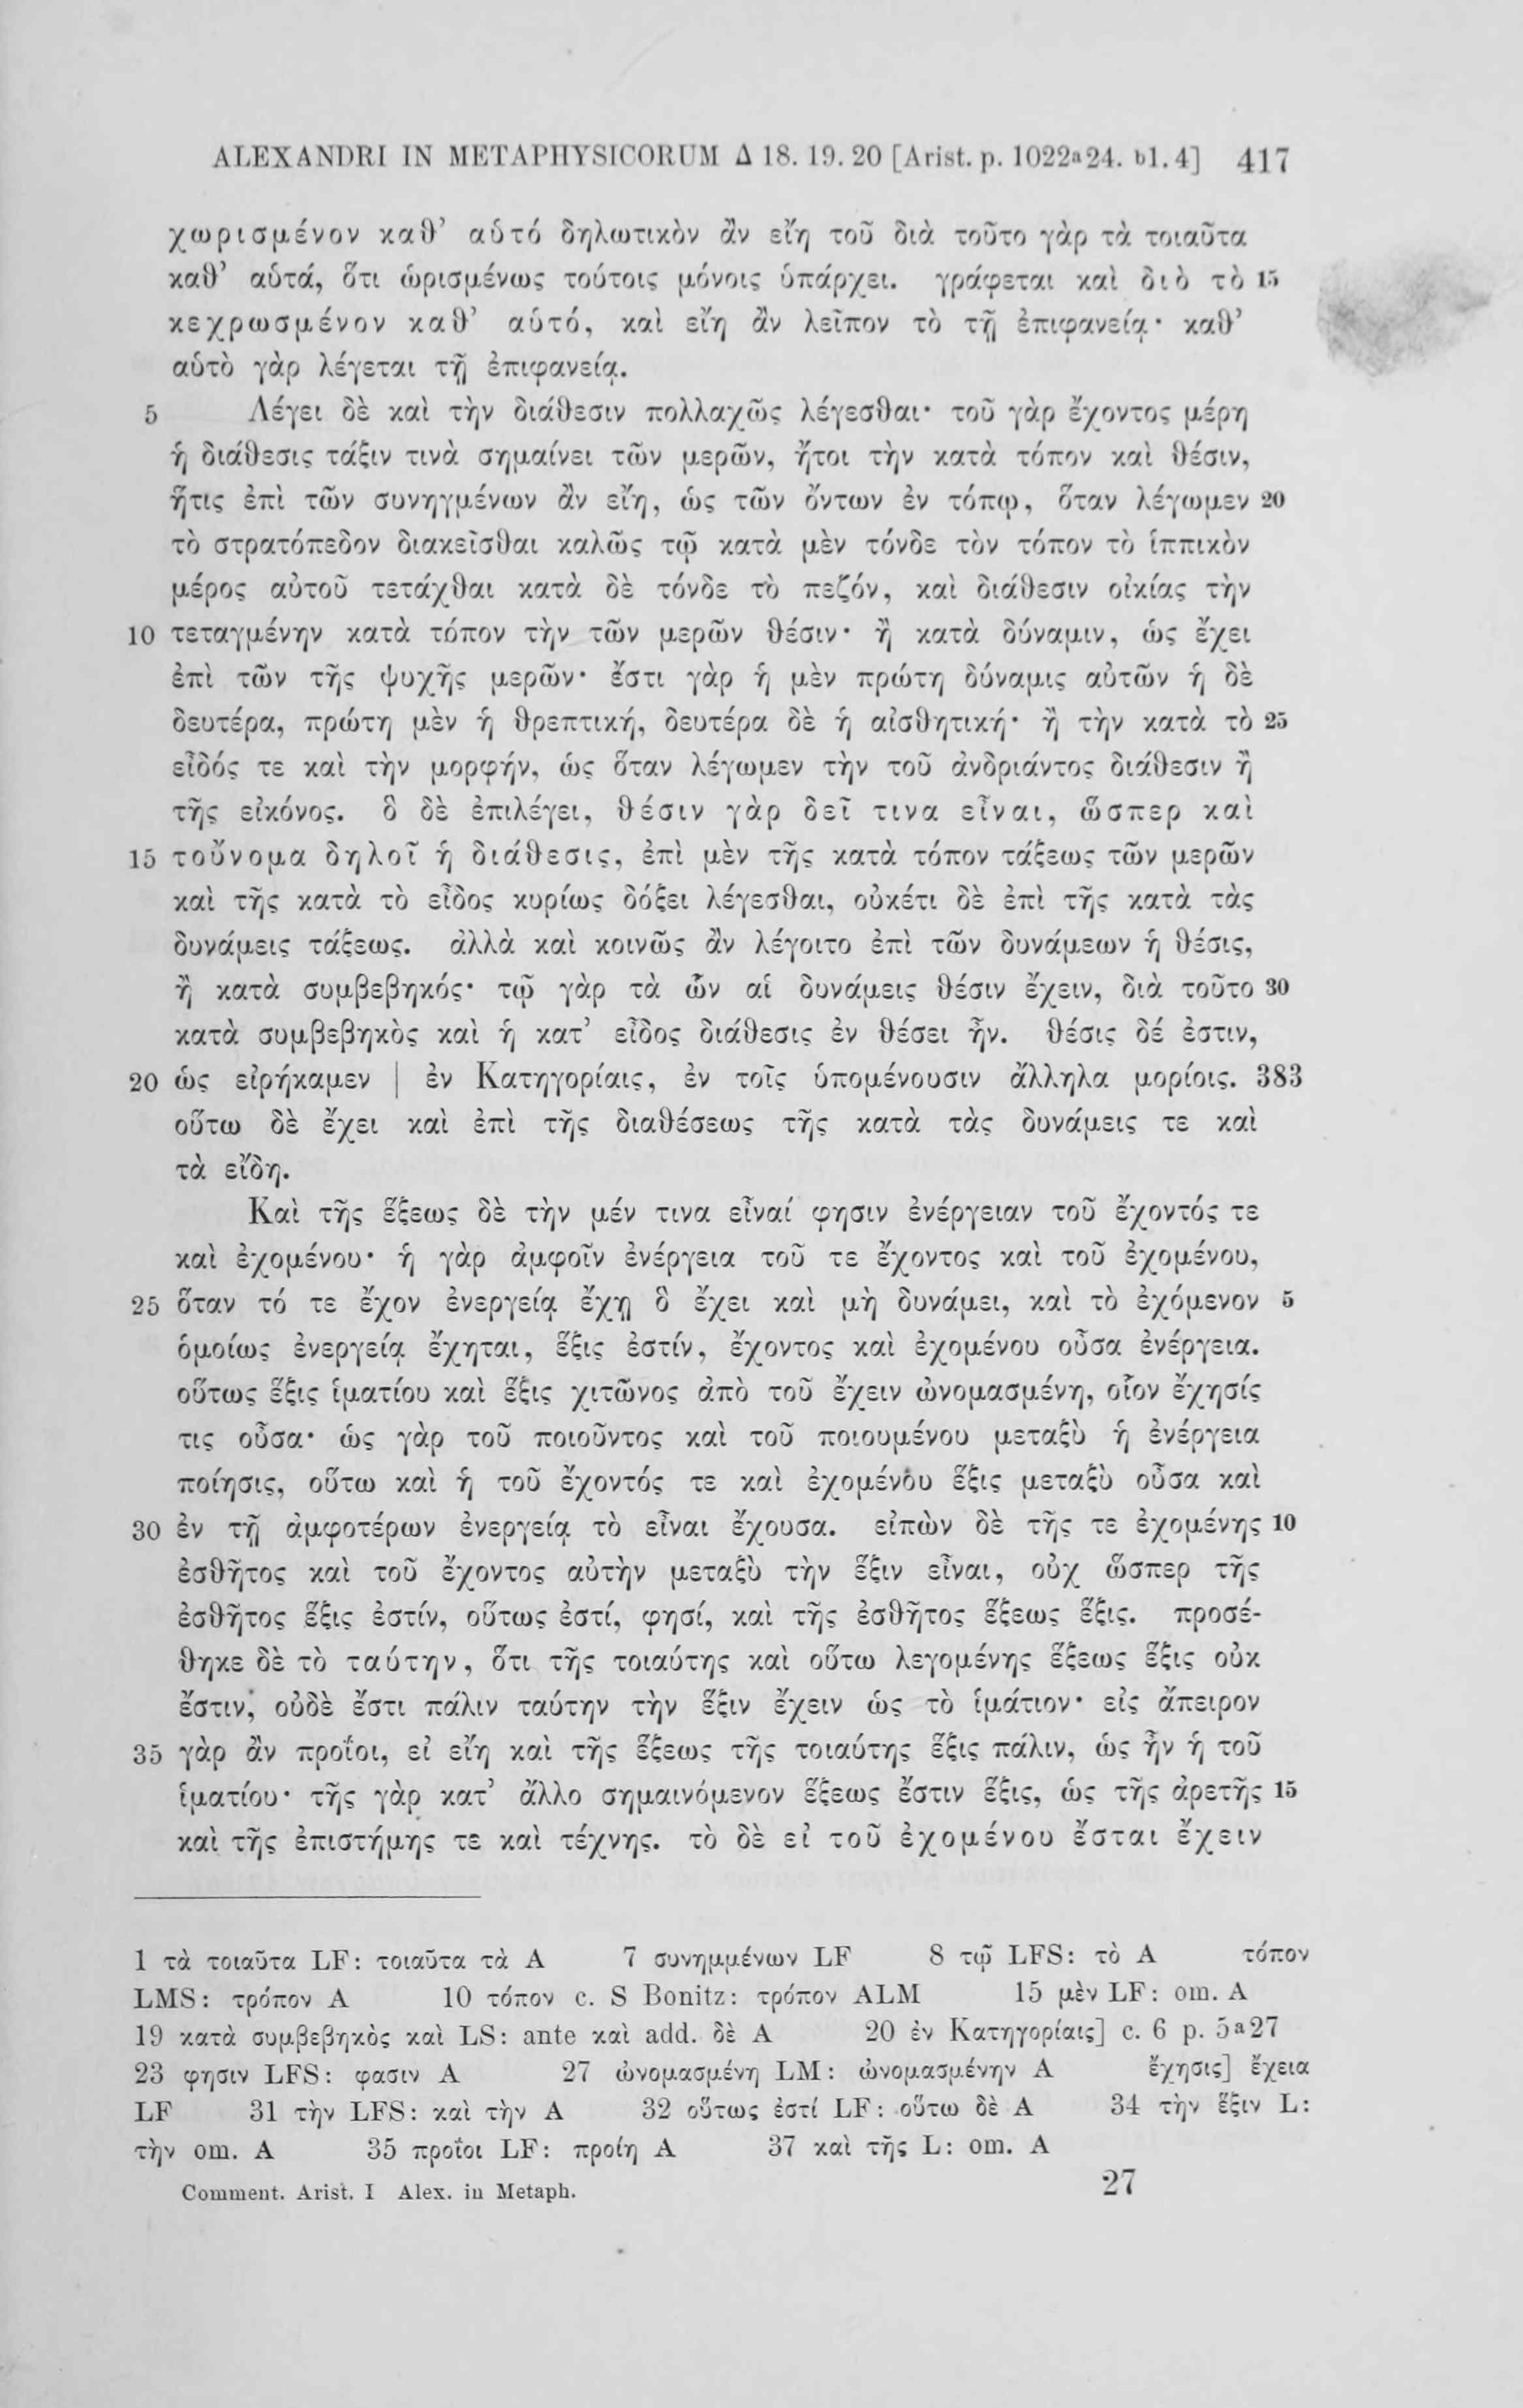 ALEXANDRI IN METAPHYSICORUM Δ 18. 19. 20 [Arist. p. 1022ᵃ24. ᵇ1. 4] 417
χωρισμένον καθ’ αὑτό δηλωτικὸν ἂν εἴη τοῦ διὰ τοῦτο γὰρ τὰ τοιαῦτα
καθ’ αὑτά, ὅτι ὡρισμένως τούτοις μόνοις ὑπάρχει. γράφεται καὶ διὸ τὸ 15
κεχρωσμένον καθ’ αὑτό, καὶ εἴη ἂν λεῖπον τὸ τῇ ἐπιφανείᾳ· καθ’
αὑτὸ γὰρ λέγεται τῇ ἐπιφανείᾳ.
5 Λέγει δὲ καὶ τὴν διάθεσιν πολλαχῶς λέγεσθαι· τοῦ γὰρ ἔχοντος μέρη
ἡ διάθεσις τάξιν τινὰ σημαίνει τῶν μερῶν, ἤτοι τὴν κατὰ τόπον καὶ θέσιν,
ἥτις ἐπὶ τῶν συνηγμένων ἂν εἴη, ὡς τῶν ὄντων ἐν τόπῳ, ὅταν λέγωμεν 20
τὸ στρατόπεδον διακεῖσθαι καλῶς τῷ κατὰ μὲν τόνδε τὸν τόπον τὸ ἱππικὸν
μέρος αὐτοῦ τετάχθαι κατὰ δὲ τόνδε τὸ πεζόν, καὶ διάθεσιν οἰκίας τὴν
10 τεταγμένην κατὰ τόπον τὴν τῶν μερῶν θέσιν· ἢ κατὰ δύναμιν, ὡς ἔχει
ἐπὶ τῶν τῆς ψυχῆς μερῶν· ἔστι γὰρ ἡ μὲν πρώτη δύναμις αὐτῶν ἡ δὲ
δευτέρα, πρώτη μὲν ἡ θρεπτική, δευτέρα δὲ ἡ αἰσθητική· ἢ τὴν κατὰ τὸ 25
εἶδός τε καὶ τὴν μορφήν, ὡς ὅταν λέγωμεν τὴν τοῦ ἀνδριάντος διάθεσιν ἢ
τῆς εἰκόνος. ὃ δὲ ἐπιλέγει, θέσιν γὰρ δεῖ τινα εἶναι, ὥσπερ καὶ
15 τοὔνομα δηλοῖ ἡ διάθεσις, ἐπὶ μὲν τῆς κατὰ τόπον τάξεως τῶν μερῶν
καὶ τῆς κατὰ τὸ εἶδος κυρίως δόξει λέγεσθαι, οὐκέτι δὲ ἐπὶ τῆς κατὰ τὰς
δυνάμεις τάξεως. ἀλλὰ καὶ κοινῶς ἂν λέγοιτο ἐπὶ τῶν δυνάμεων ἡ θέσις,
ἢ κατὰ συμβεβηκός· τῷ γὰρ τὰ ὧν αἱ δυνάμεις θέσιν ἔχειν, διὰ τοῦτο 30
κατὰ συμβεβηκὸς καὶ ἡ κατ’ εἶδος διάθεσις ἐν θέσει ἦν. θέσις δέ ἐστιν,
20 ὡς εἰρήκαμεν | ἐν Κατηγορίαις, ἐν τοῖς ὑπομένουσιν ἄλληλα μορίοις. 383
οὕτω δὲ ἔχει καὶ ἐπὶ τῆς διαθέσεως τῆς κατὰ τὰς δυνάμεις τε καὶ
τὰ εἴδη.
Καὶ τῆς ἕξεως δὲ τὴν μέν τινα εἶναί φησιν ἐνέργειαν τοῦ ἔχοντός τε
καὶ ἐχομένου· ἡ γὰρ ἀμφοῖν ἐνέργεια τοῦ τε ἔχοντος καὶ τοῦ ἐχομένου,
25 ὅταν τό τε ἔχον ἐνεργείᾳ ἔχῃ ὃ ἔχει καὶ μὴ δυνάμει, καὶ τὸ ἐχόμενον 5
ὁμοίως ἐνεργείᾳ ἔχηται, ἕξις ἐστίν, ἔχοντος καὶ ἐχομένου οὖσα ἐνέργεια.
οὕτως ἕξις ἱματίου καὶ ἕξις χιτῶνος ἀπὸ τοῦ ἔχειν ὠνομασμένη, οἷον ἔχησίς
τις οὖσα· ὡς γὰρ τοῦ ποιοῦντος καὶ τοῦ ποιουμένου μεταξὺ ἡ ἐνέργεια
ποίησις, οὕτω καὶ ἡ τοῦ ἔχοντός τε καὶ ἐχομένου ἕξις μεταξὺ οὖσα καὶ
30 ἐν τῇ ἀμφοτέρων ἐνεργείᾳ τὸ εἶναι ἔχουσα. εἰπὼν δὲ τῆς τε ἐχομένης 10
ἐσθῆτος καὶ τοῦ ἔχοντος αὐτὴν μεταξὺ τὴν ἕξιν εἶναι, οὐχ ὥσπερ τῆς
ἐσθῆτος ἕξις ἐστίν, οὕτως ἐστί, φησί, καὶ τῆς ἐσθῆτος ἕξεως ἕξις. προσέ-
θηκε δὲ τὸ ταύτην, ὅτι τῆς τοιαύτης καὶ οὕτω λεγομένης ἕξεως ἕξις οὐκ
ἔστιν, οὐδὲ ἔστι πάλιν ταύτην τὴν ἕξιν ἔχειν ὡς τὸ ἱμάτιον· εἰς ἄπειρον
35 γὰρ ἂν προΐοι, εἰ εἴη καὶ τῆς ἕξεως τῆς τοιαύτης ἕξις πάλιν, ὡς ἦν ἡ τοῦ
ἱματίου· τῆς γὰρ κατ’ ἄλλο σημαινόμενον ἕξεως ἔστιν ἕξις, ὡς τῆς ἀρετῆς 15
καὶ τῆς ἐπιστήμης τε καὶ τέχνης. τὸ δὲ εἰ τοῦ ἐχομένου ἔσται ἔχειν
1 τὰ τοιαῦτα LF: τοιαῦτα τὰ A 7 συνημμένων LF 8 τῷ LFS: τὸ A τόπον
LMS: τρόπον A 10 τόπον c. S Bonitz: τρόπον ALM 15 μὲν LF: om. A
19 κατὰ συμβεβηκὸς καὶ LS: ante καὶ add. δὲ A 20 ἐν Κατηγορίαις] c. 6 p. 5ᵃ27
23 φησιν LFS: φασιν A 27 ὠνομασμένη LM: ὠνομασμένην A ἔχησις] ἔχεια
LF 31 τὴν LFS: καὶ τὴν A 32 οὕτως ἐστί LF: οὕτω δὲ A 34 τὴν ἕξιν L:
τὴν om. A 35 προΐοι LF: προίη A 37 καὶ τῆς L: om. A
Comment. Arist. I Alex. in Metaph. 27